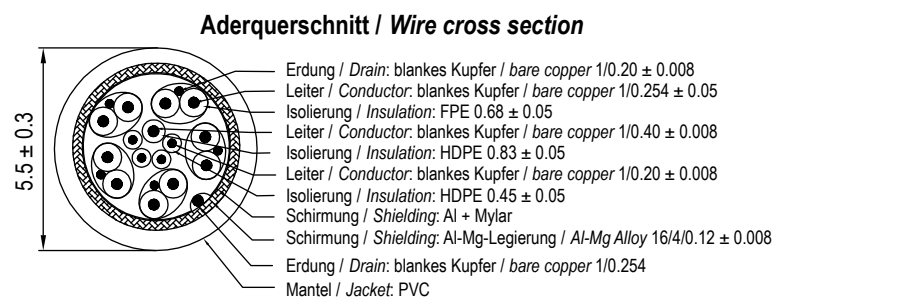 Aderquerschnitt / Wire cross section
5.5 ± 0.3
Erdung / Drain: blankes Kupfer / bare copper 1/0.20 ± 0.008
Leiter / Conductor: blankes Kupfer / bare copper 1/0.254 ± 0.05
Isolierung / Insulation: FPE 0.68 ± 0.05
Leiter / Conductor: blankes Kupfer / bare copper 1/0.40 ± 0.008
Isolierung / Insulation: HDPE 0.83 ± 0.05
Leiter / Conductor: blankes Kupfer / bare copper 1/0.20 ± 0.008
Isolierung / Insulation: HDPE 0.45 ± 0.05
Schirmung / Shielding: Al + Mylar
Schirmung / Shielding: Al-Mg-Legierung / Al-Mg Alloy 16/4/0.12 ± 0.008
Erdung / Drain: blankes Kupfer / bare copper 1/0.254
Mantel / Jacket: PVC